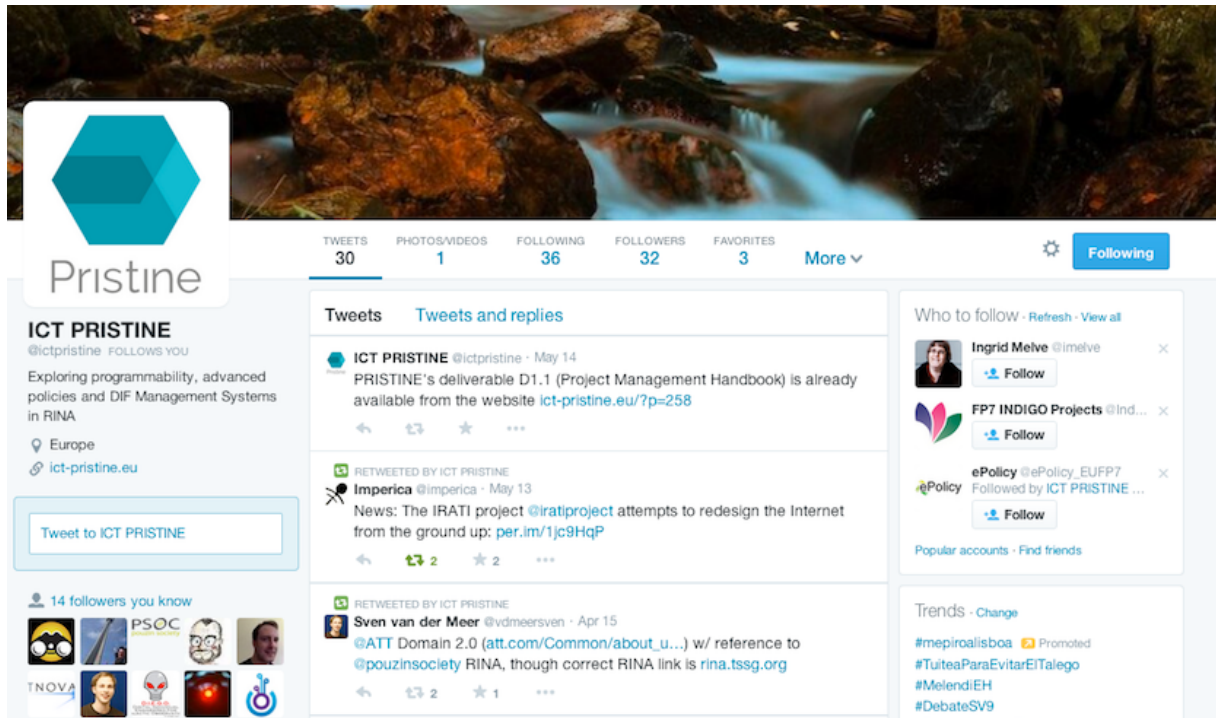 Pristine
TWEETS
30
PHOTOS/VIDEOS
1
FOLLOWING
36
FOLLOWERS
32
FAVORITES
3
More
Following
ICT PRISTINE
@ictpristine FOLLOWS YOU
Exploring programmability, advanced
policies and DIF Management Systems
in RINA
Europe
ict-pristine.eu
Tweet to ICT PRISTINE
14 followers you know
PSOC
TNOVA
Tweets Tweets and replies
ICT PRISTINE @ictpristine · May 14
PRISTINE's deliverable D1.1 (Project Management Handbook) is already
available from the website ict-pristine.eu/?p=258
RETWEETED BY ICT PRISTINE
Imperica @imperica · May 13
News: The IRATI project @iratiproject attempts to redesign the Internet
from the ground up: per.im/1jc9HqP
2 2
RETWEETED BY ICT PRISTINE
Sven van der Meer @vdmeersven · Apr 15
@ATT Domain 2.0 (att.com/Common/about_u...) w/ reference to
@pouzinsociety RINA, though correct RINA link is rina.tssg.org
2 1
Who to follow · Refresh · View all
Ingrid Melve @imelve
Follow
FP7 INDIGO Projects @Ind...
Follow
ePolicy
ePolicy @ePolicy_EUFP7
Followed by ICT PRISTINE ...
Follow
Popular accounts · Find friends
Trends · Change
#mepiroalisboa Promoted
#TuiteaParaEvitarElTalego
#MelendiEH
#DebateSV9